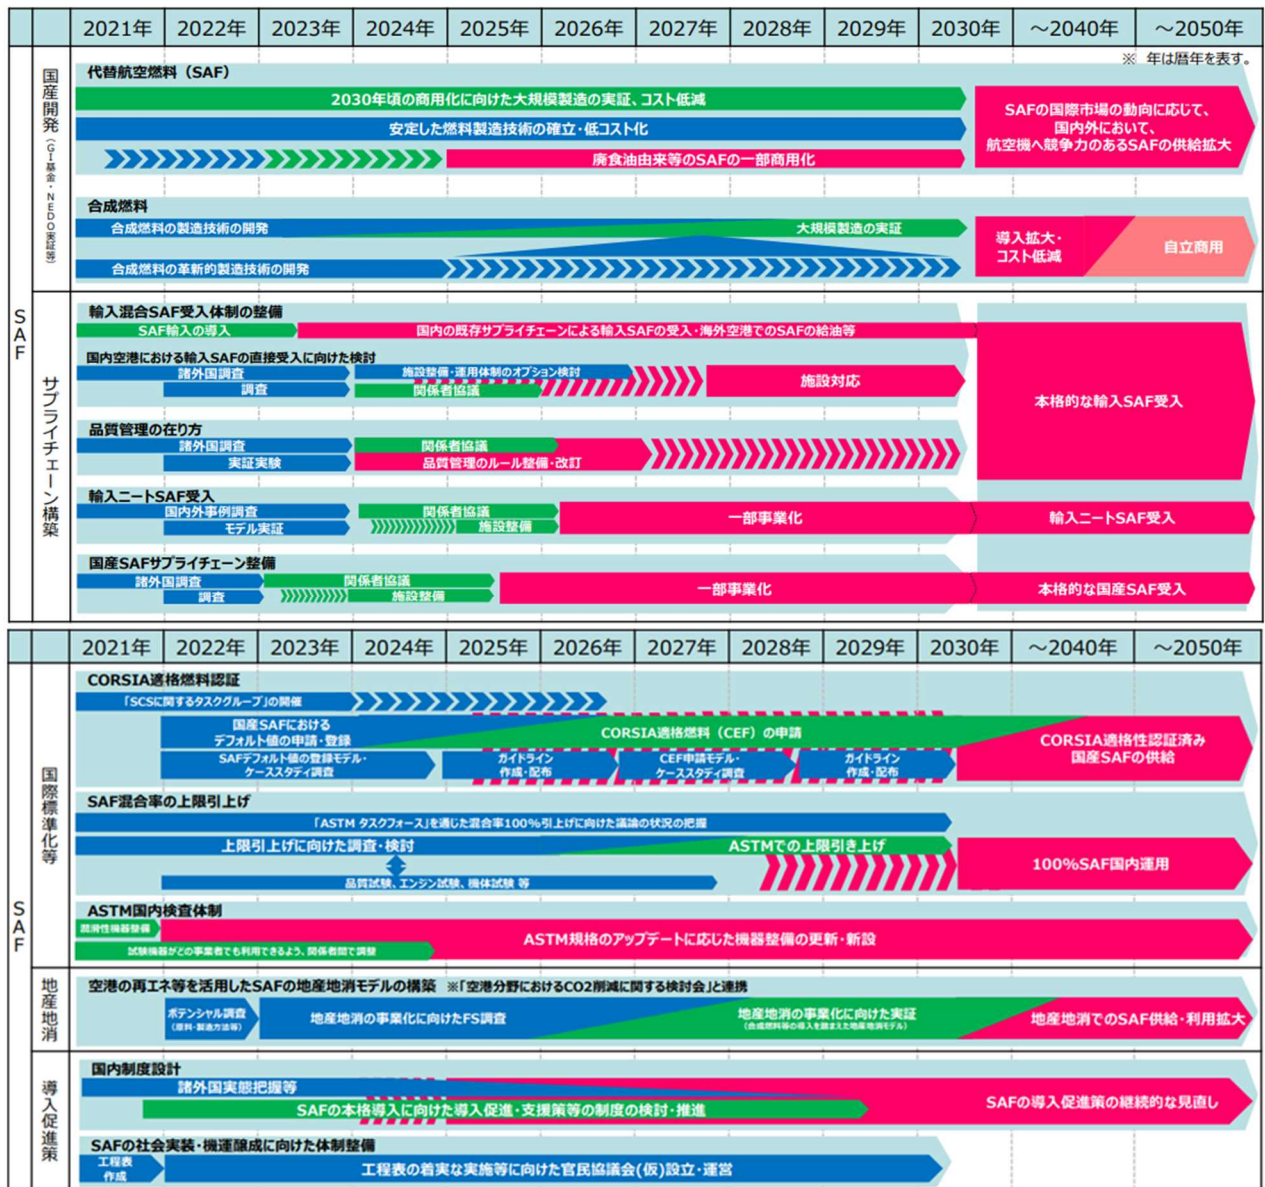 2021年 2022年 2023年 2024年 2025年 2026年 2027年 2028年 2029年 2030年 ～2040年 ～2050年
※ 年は暦年を表す。
SAF
国産開発（GI基金・NEDO実証等）
代替航空燃料（SAF）
2030年頃の商用化に向けた大規模製造の実証、コスト低減
安定した燃料製造技術の確立・低コスト化
廃食油由来等のSAFの一部商用化
SAFの国際市場の動向に応じて、
国内外において、
航空機へ競争力のあるSAFの供給拡大
合成燃料
合成燃料の製造技術の開発
大規模製造の実証
合成燃料の革新的製造技術の開発
導入拡大・
コスト低減
自立商用
サプライチェーン構築
輸入混合SAF受入体制の整備
SAF輸入の導入
国内の既存サプライチェーンによる輸入SAFの受入・海外空港でのSAFの給油等
国内空港における輸入SAFの直接受入に向けた検討
諸外国調査
施設整備・運用体制のオプション検討
調査
関係者協議
施設対応
本格的な輸入SAF受入
品質管理の在り方
諸外国調査
関係者協議
実証実験
品質管理のルール整備・改訂
輸入ニートSAF受入
国内外事例調査
関係者協議
モデル実証
施設整備
一部事業化
輸入ニートSAF受入
国産SAFサプライチェーン整備
諸外国調査
関係者協議
調査
施設整備
一部事業化
本格的な国産SAF受入
2021年 2022年 2023年 2024年 2025年 2026年 2027年 2028年 2029年 2030年 ～2040年 ～2050年
SAF
国際標準化等
CORSIA適格燃料認証
「SCSに関するタスクグループ」の開催
国産SAFにおける
デフォルト値の申請・登録
CORSIA適格燃料（CEF）の申請
SAFデフォルト値の登録モデル・
ケーススタディ調査
ガイドライン
作成・配布
CEF申請モデル・
ケーススタディ調査
ガイドライン
作成・配布
CORSIA適格性認証済み
国産SAFの供給
SAF混合率の上限引上げ
「ASTM タスクフォース」を通じた混合率100%引上げに向けた議論の状況の把握
上限引上げに向けた調査・検討
ASTMでの上限引き上げ
品質試験、エンジン試験、機体試験 等
100%SAF国内運用
ASTM国内検査体制
潤滑性機器整備
試験機器がどの事業者でも利用できるよう、関係者間で調整
ASTM規格のアップデートに応じた機器整備の更新・新設
地産地消
空港の再エネ等を活用したSAFの地産地消モデルの構築 ※「空港分野におけるCO2削減に関する検討会」と連携
ポテンシャル調査
（原料・製造方法等）
地産地消の事業化に向けたFS調査
地産地消の事業化に向けた実証
（合成燃料等の導入を踏まえた地産地消モデル）
地産地消でのSAF供給・利用拡大
導入促進策
国内制度設計
諸外国実態把握等
SAFの本格導入に向けた導入促進・支援策等の制度の検討・推進
SAFの導入促進策の継続的な見直し
SAFの社会実装・機運醸成に向けた体制整備
工程表
作成
工程表の着実な実施等に向けた官民協議会(仮)設立・運営